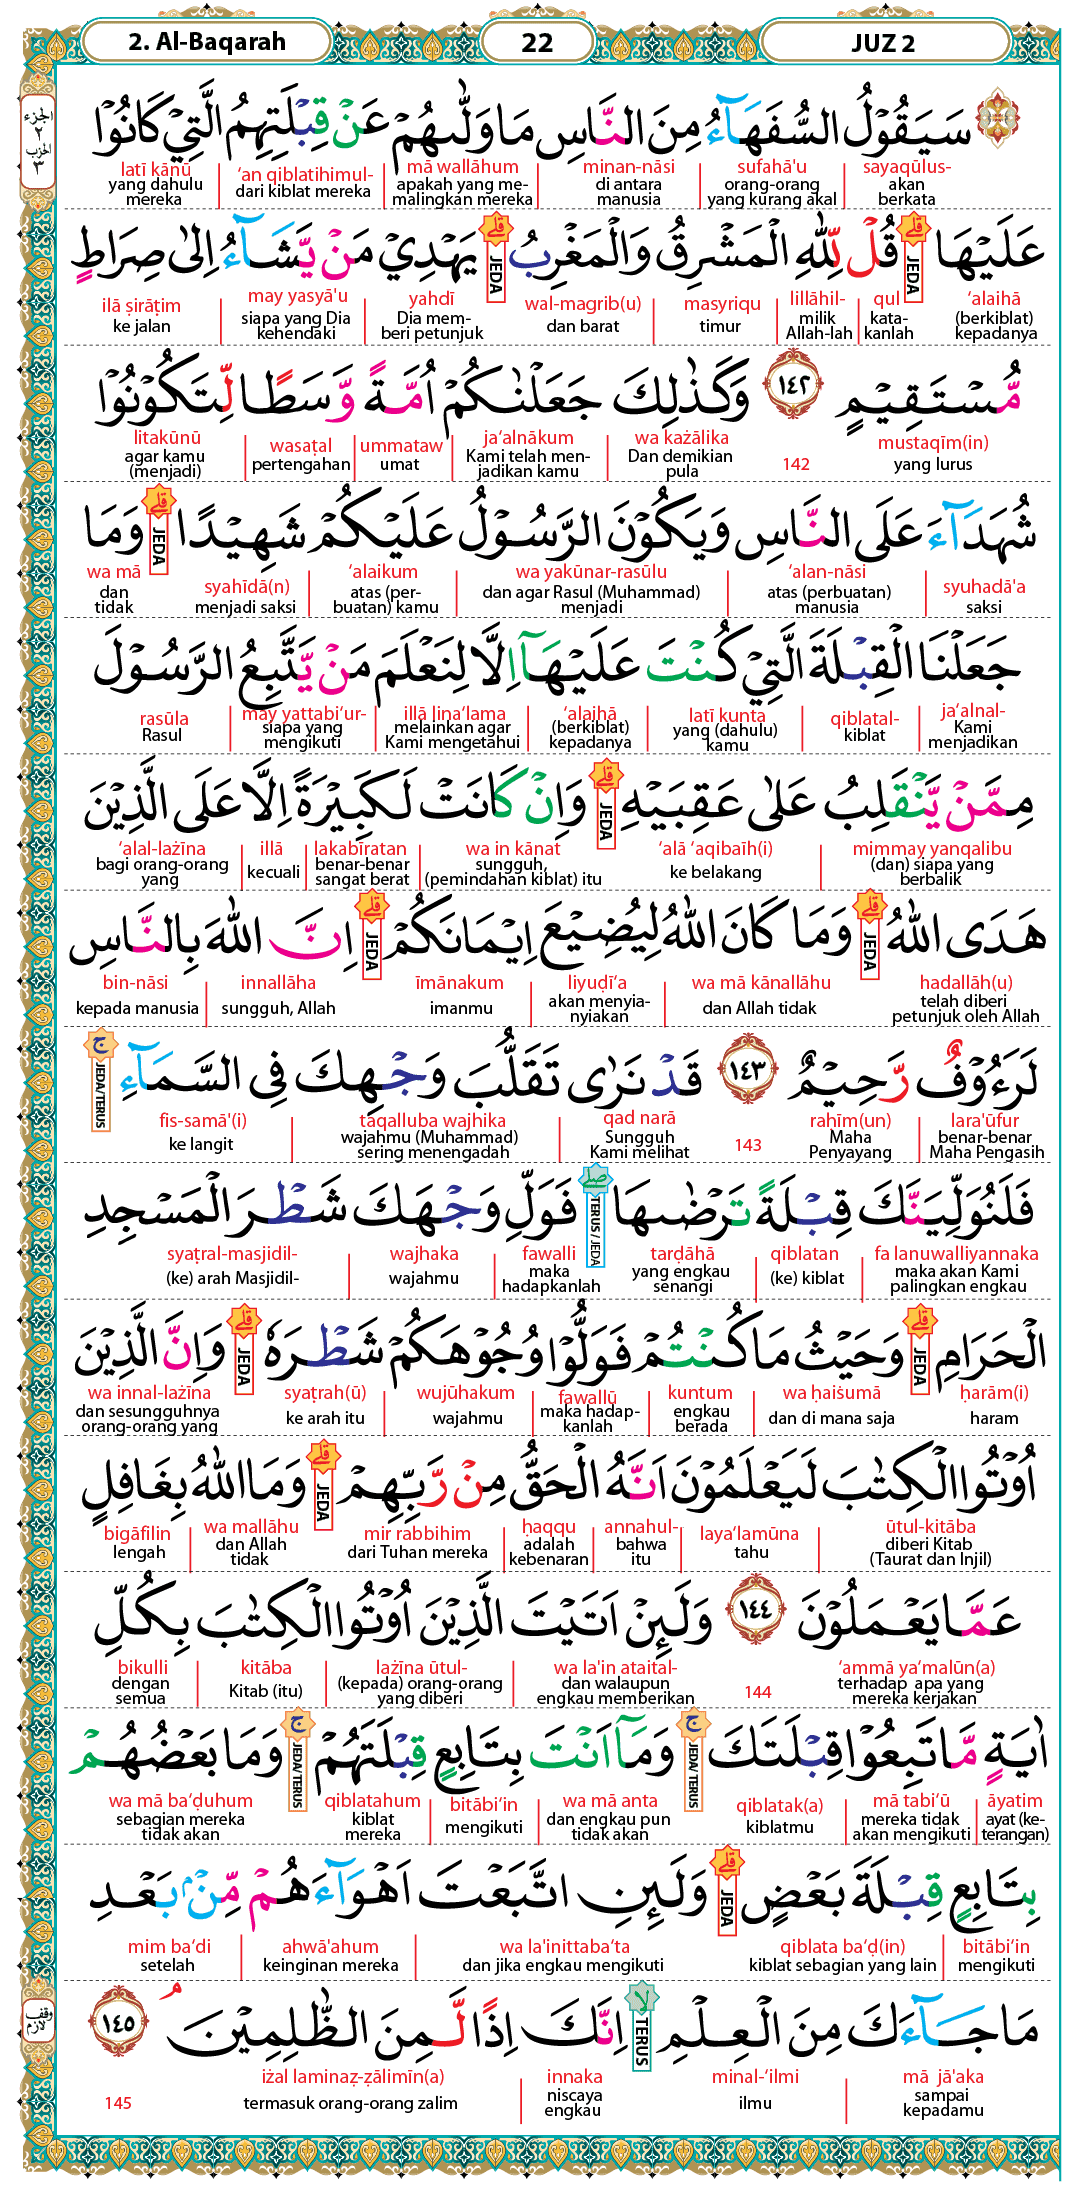 2. Al-Baqarah
22
JUZ 2
الجزء ٢
الحزب ٣
سَيَقُوْلُ السُّفَهَاۤءُ مِنَ النَّاسِ مَا وَلّٰىهُمْ عَنْ قِبْلَتِهِمُ الَّتِيْ كَانُوْا
sayaqūlus- sufahā'u minan-nāsi mā wallāhum ‘an qiblatihimul- latī kānū
akan orang-orang di antara apakah yang me- dari kiblat mereka yang dahulu
berkata yang kurang akal manusia malingkan mereka mereka
عَلَيْهَا ۗ قُلْ لِّلّٰهِ الْمَشْرِقُ وَالْمَغْرِبُ ۗ يَهْدِيْ مَنْ يَّشَاۤءُ اِلٰى صِرَاطٍ
JEDA JEDA
‘alaihā qul lillāhil- masyriqu wal-magrib(u) yahdī may yasyā'u ilā ṣirāṭim
(berkiblat) kata- milik timur dan barat Dia mem- siapa yang Dia ke jalan
kepadanya kanlah Allah-lah beri petunjuk kehendaki
مُّسْتَقِيْمٍ ١٤٢ وَكَذٰلِكَ جَعَلْنٰكُمْ اُمَّةً وَّسَطًا لِّتَكُوْنُوْا
mustaqīm(in) wa każālika ja‘alnākum ummataw wasaṭal litakūnū
yang lurus 142 Dan demikian Kami telah men- umat pertengahan agar kamu
pula jadikan kamu (menjadi)
شُهَدَاۤءَ عَلَى النَّاسِ وَيَكُوْنَ الرَّسُوْلُ عَلَيْكُمْ شَهِيْدًا ۗ وَمَا
JEDA
syuhadā'a ‘alan-nāsi wa yakūnar-rasūlu ‘alaikum syahīdā(n) wa mā
saksi atas (perbuatan) dan agar Rasul (Muhammad) atas (per- menjadi saksi dan
manusia menjadi buatan) kamu tidak
جَعَلْنَا الْقِبْلَةَ الَّتِيْ كُنْتَ عَلَيْهَآ اِلَّا لِنَعْلَمَ مَنْ يَّتَّبِعُ الرَّسُوْلَ
ja‘alnal- qiblatal- latī kunta ‘alaihā illā lina‘lama may yattabi‘ur- rasūla
Kami kiblat yang (dahulu) (berkiblat) melainkan agar siapa yang Rasul
menjadikan kamu kepadanya Kami mengetahui mengikuti
مِمَّنْ يَّنْقَلِبُ عَلٰى عَقِبَيْهِ ۗ وَاِنْ كَانَتْ لَكَبِيْرَةً اِلَّا عَلَى الَّذِيْنَ
JEDA
mimmay yanqalibu ‘alā ‘aqibaīh(i) wa in kānat lakabīratan illā ‘alal-lażīna
(dan) siapa yang ke belakang sungguh, benar-benar kecuali bagi orang-orang
berbalik (pemindahan kiblat) itu sangat berat yang
هَدَى اللّٰهُ ۗ وَمَا كَانَ اللّٰهُ لِيُضِيْعَ اِيْمَانَكُمْ ۗ اِنَّ اللّٰهَ بِالنَّاسِ
JEDA JEDA
hadallāh(u) wa mā kānallāhu liyuḍī‘a īmānakum innallāha bin-nāsi
telah diberi dan Allah tidak akan menyia- imanmu sungguh, Allah kepada manusia
petunjuk oleh Allah nyiakan
لَرَءُوْفٌ رَّحِيْمٌ ١٤٣ قَدْ نَرٰى تَقَلُّبَ وَجْهِكَ فِى السَّمَاۤءِ ۚ
JEDA/TERUS
lara'ūfur rahīm(un) qad narā taqalluba wajhika fis-samā'(i)
benar-benar Maha 143 Sungguh wajahmu (Muhammad) ke langit
Maha Pengasih Penyayang Kami melihat sering menengadah
فَلَنُوَلِّيَنَّكَ قِبْلَةً تَرْضٰىهَا ۖ فَوَلِّ وَجْهَكَ شَطْرَ الْمَسْجِدِ
TERUS / JEDA
fa lanuwalliyannaka qiblatan tarḍāhā fawalli wajhaka syaṭral-masjidil-
maka akan Kami (ke) kiblat yang engkau maka wajahmu (ke) arah Masjidil-
palingkan engkau senangi hadapkanlah
الْحَرَامِ ۗ وَحَيْثُ مَا كُنْتُمْ فَوَلُّوْا وُجُوْهَكُمْ شَطْرَهٗ ۗ وَاِنَّ الَّذِيْنَ
JEDA JEDA
ḥarām(i) wa ḥaiṡumā kuntum fawallū wujūhakum syaṭrah(ū) wa innal-lażīna
haram dan di mana saja engkau maka hadap- wajahmu ke arah itu dan sesungguhnya
berada kanlah orang-orang yang
اُوْتُوا الْكِتٰبَ لَيَعْلَمُوْنَ اَنَّهُ الْحَقُّ مِنْ رَّبِّهِمْ ۗ وَمَا اللّٰهُ بِغَافِلٍ
JEDA
ūtul-kitāba laya‘lamūna annahul- ḥaqqu mir rabbihim wa mallāhu bigāfilin
diberi Kitab tahu bahwa adalah dari Tuhan mereka dan Allah lengah
(Taurat dan Injil) itu kebenaran tidak
عَمَّا يَعْمَلُوْنَ ١٤٤ وَلَىِٕنْ اَتَيْتَ الَّذِيْنَ اُوْتُوا الْكِتٰبَ بِكُلِّ
‘ammā ya‘malūn(a) wa la'in ataital- lażīna ūtul- kitāba bikulli
terhadap apa yang 144 dan walaupun (kepada) orang-orang Kitab (itu) dengan
mereka kerjakan engkau memberikan yang diberi semua
اٰيَةٍ مَّا تَبِعُوْا قِبْلَتَكَ ۚ وَمَآ اَنْتَ بِتَابِعٍ قِبْلَتَهُمْ ۚ وَمَا بَعْضُهُمْ
JEDA/ TERUS JEDA/ TERUS
āyatim mā tabi‘ū qiblatak(a) wa mā anta bitābi‘in qiblatahum wa mā ba‘ḍuhum
ayat (ke- mereka tidak kiblatmu dan engkau pun mengikuti kiblat sebagian mereka
terangan) akan mengikuti tidak akan mereka tidak akan
بِتَابِعٍ قِبْلَةَ بَعْضٍ ۗ وَلَىِٕنِ اتَّبَعْتَ اَهْوَاۤءَهُمْ مِّنْۢ بَعْدِ
JEDA
bitābi‘in qiblata ba‘ḍ(in) wa la'inittaba‘ta ahwā'ahum mim ba‘di
mengikuti kiblat sebagian yang lain dan jika engkau mengikuti keinginan mereka setelah
مَا جَاۤءَكَ مِنَ الْعِلْمِ ۙ اِنَّكَ اِذًا لَّمِنَ الظّٰلِمِيْنَ ۘ ١٤٥
TERUS
وقف لازم
mā jā'aka minal-‘ilmi innaka iżal laminaẓ-ẓālimīn(a)
sampai ilmu niscaya termasuk orang-orang zalim 145
kepadamu engkau